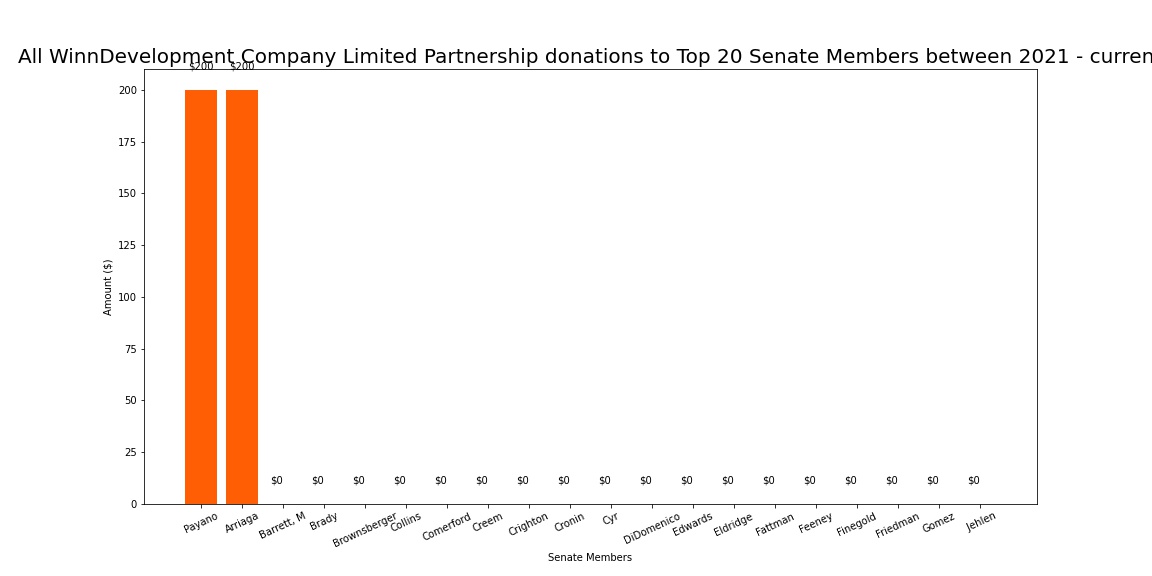 All WinnDevelopment Company Limited Partnership donations to Top 20 Senate Members between 2021 - curren
$200 $200
200
175
150
125
100
75
50
25
0
Amount ($)
$0 $0 $0 $0 $0 $0 $0 $0 $0 $0 $0 $0 $0 $0 $0 $0 $0 $0
Payano Arriaga Barrett, M Brady Brownsberger Collins Comerford Creem Crighton Cronin Cyr DiDomenico Edwards Eldridge Fattman Feeney Finegold Friedman Gomez Jehlen
Senate Members